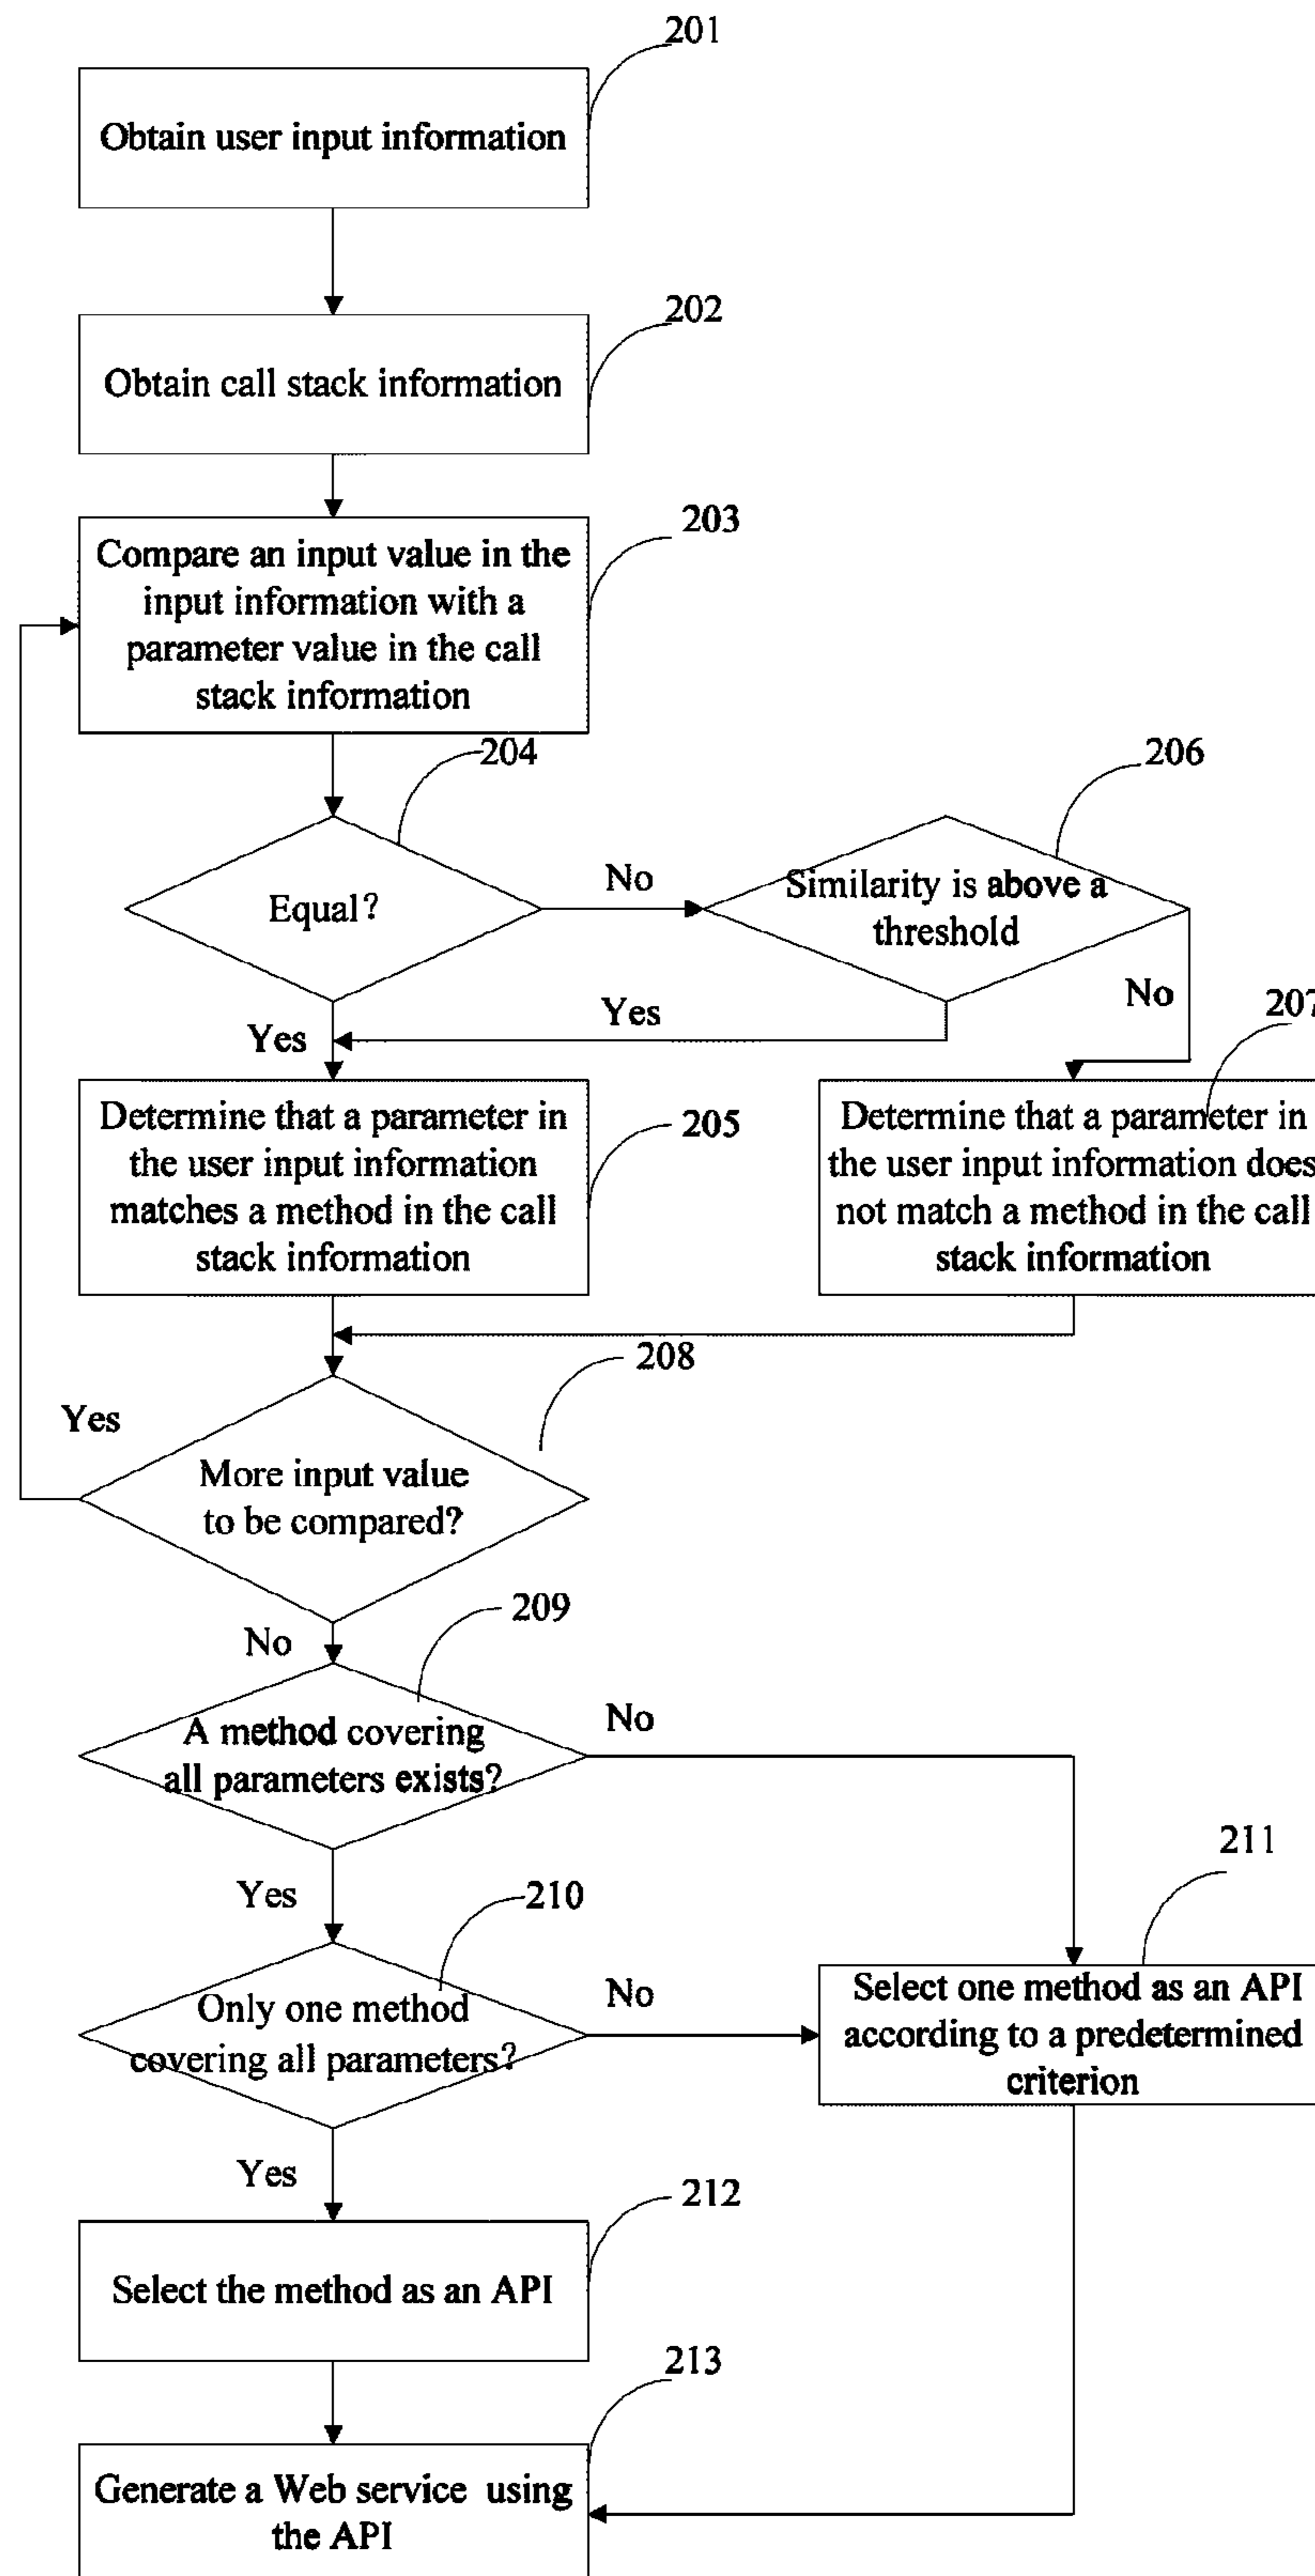 201
Obtain user input information
202
Obtain call stack information
203
Compare an input value in the
input information with a
parameter value in the call
stack information
204
206
Equal?
No
Similarity is above a
threshold
Yes
Yes
No
207
Determine that a parameter in
the user input information
matches a method in the call
stack information
205
Determine that a parameter in
the user input information does
not match a method in the call
stack information
208
Yes
More input value
to be compared?
209
No
A method covering
all parameters exists?
No
211
Yes
210
Only one method
covering all parameters?
No
Select one method as an API
according to a predetermined
criterion
Yes
212
Select the method as an API
213
Generate a Web service using
the API